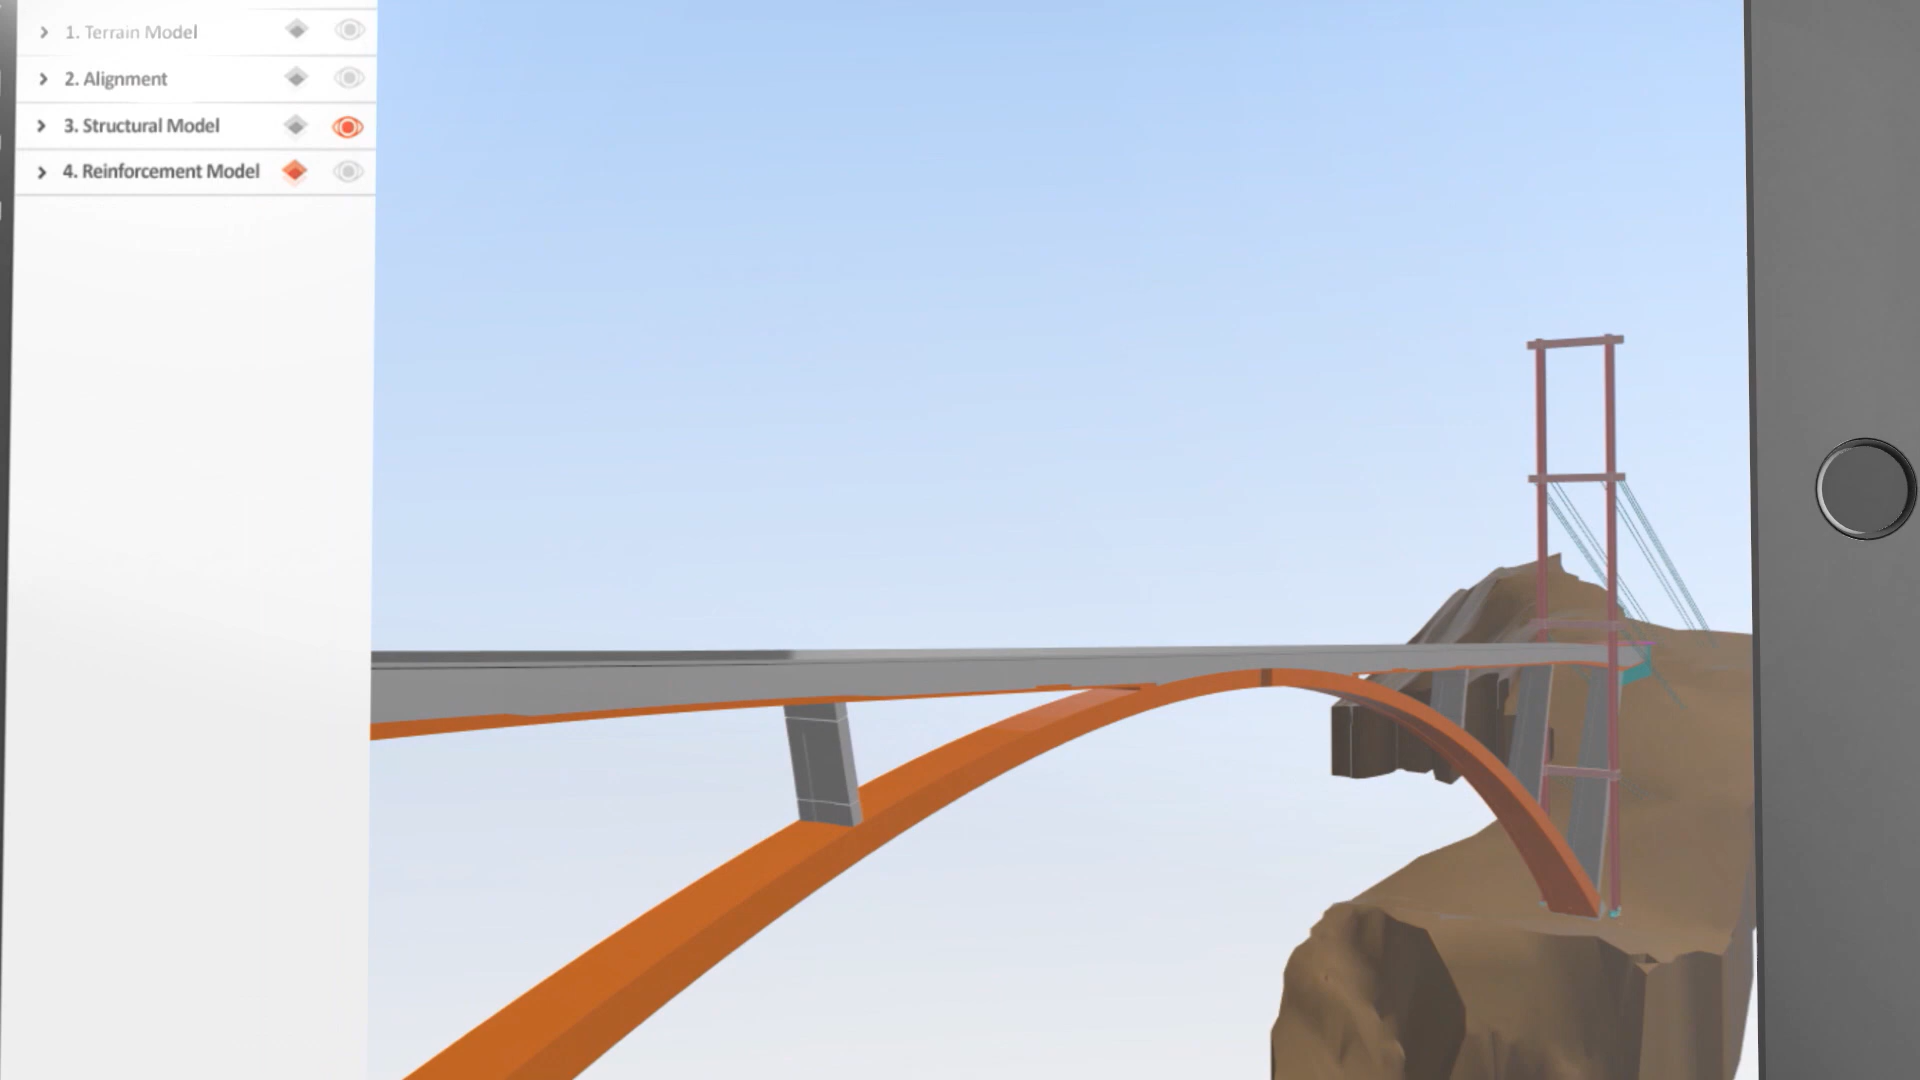 1. Terrain Model
2. Alignment
3. Structural Model
4. Reinforcement Model